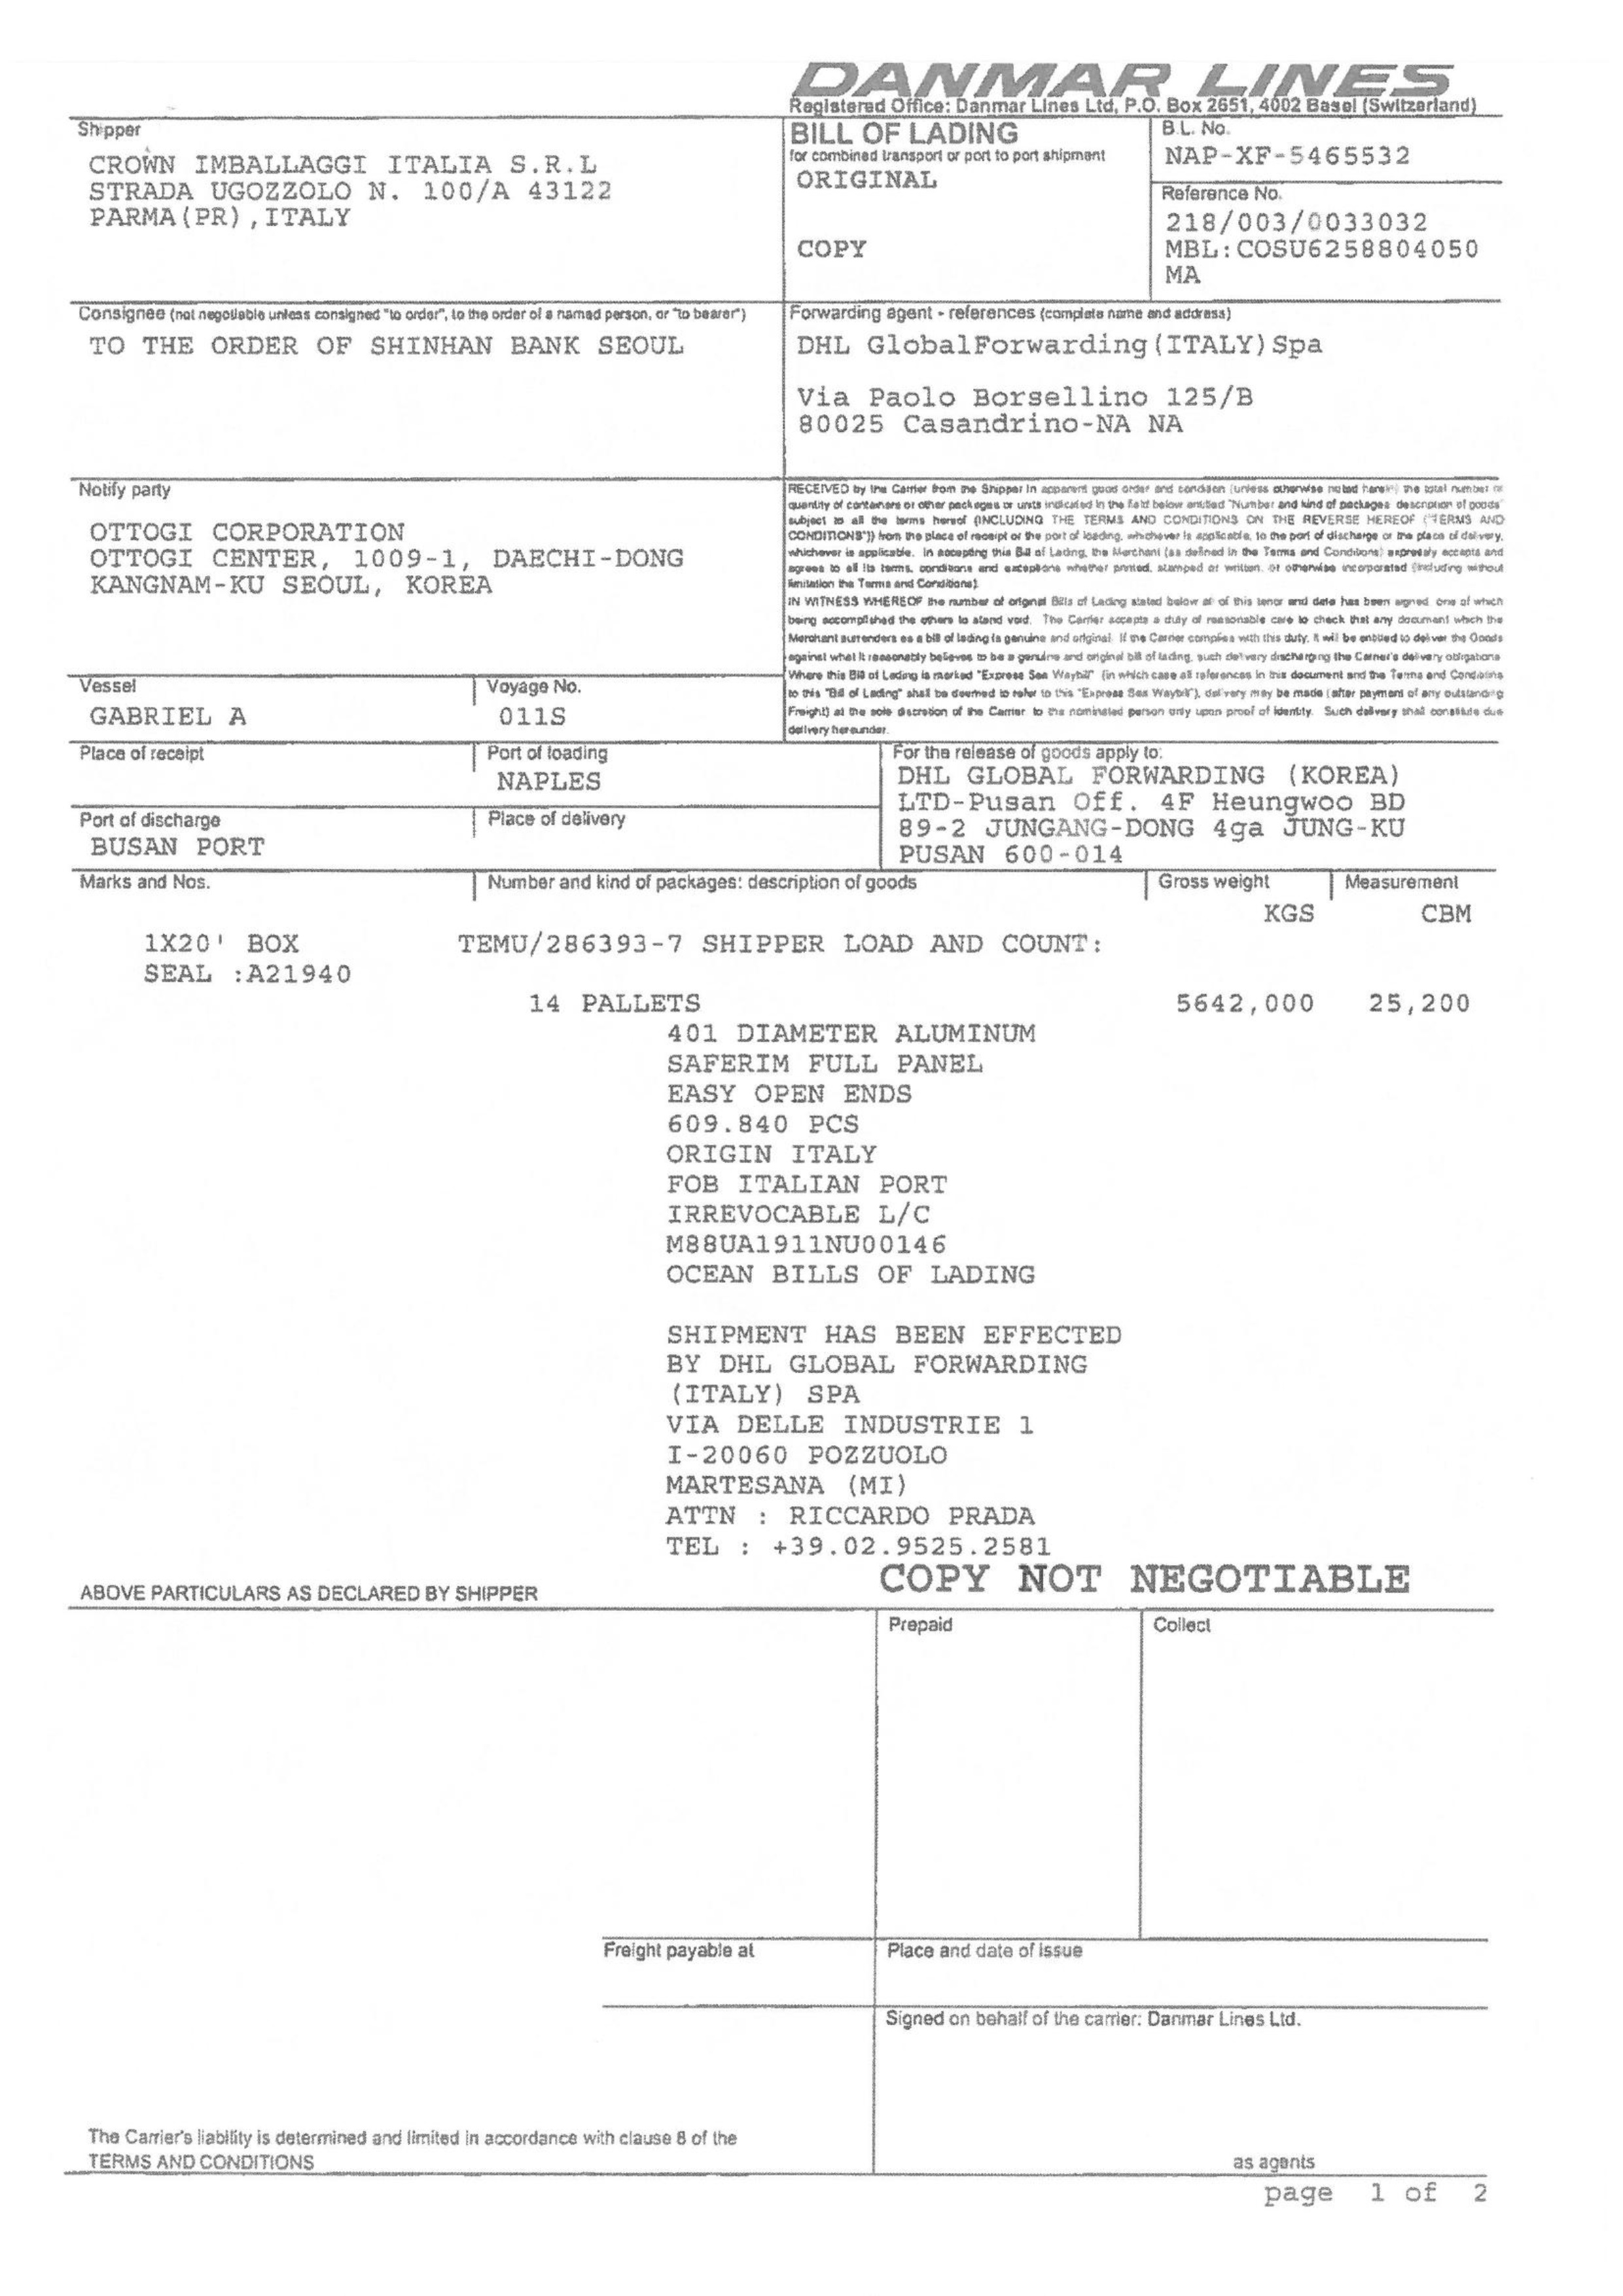 DANMAR LINES
Registered Office: Danmar Lines Ltd, P.O. Box 2651, 4002 Basel (Switzerland)
Shipper
CROWN IMBALLAGGI ITALIA S.R.L
STRADA UGOZZOLO N. 100/A 43122
PARMA(PR),ITALY
BILL OF LADING
for combined transport or port to port shipment
ORIGINAL
COPY
B.L. No.
NAP-XF-5465532
Reference No.
218/003/0033032
MBL:COSU6258804050
MA
Consignee (not negotiable unless consigned "to order", to the order of a named person, or "to bearer")
TO THE ORDER OF SHINHAN BANK SEOUL
Forwarding agent - references (complete name and address)
DHL GlobalForwarding(ITALY)Spa
Via Paolo Borsellino 125/B
80025 Casandrino-NA NA
Notify party
OTTOGI CORPORATION
OTTOGI CENTER, 1009-1, DAECHI-DONG
KANGNAM-KU SEOUL, KOREA
RECEIVED by the Carrier from the Shipper in apparent good order and condition (unless otherwise noted herein) the total number or
quantity of containers or other packages or units indicated in the field below entitled "Number and kind of packages description of goods"
subject to all the terms hereof (INCLUDING THE TERMS AND CONDITIONS ON THE REVERSE HEREOF ("TERMS AND
CONDITIONS")) from the place of receipt or the port of loading, whichever is applicable, to the port of discharge or the place of delivery,
whichever is applicable. In accepting this Bill of Lading, the Merchant (as defined in the Terms and Conditions) expressly accepts and
agrees to all its terms, conditions and exceptions whether printed, stamped or written, or otherwise incorporated (including without
limitation the Terms and Conditions)
IN WITNESS WHEREOF the number of original Bills of Lading stated below all of this tenor and date has been signed one of which
being accomplished the others to stand void. The Carrier accepts a duty of reasonable care to check that any document which the
Merchant surrenders as a bill of lading is genuine and original. If the Carrier complies with this duty, it will be entitled to deliver the Goods
against what it reasonably believes to be a genuine and original bill of lading, such delivery discharging the Carrier's delivery obligations
Where this Bill of Lading is marked "Express Sea Waybill" (in which case all references in this document and the Terms and Conditions
to this "Bill of Lading" shall be deemed to refer to this "Express Sea Waybill"), delivery may be made (after payment of any outstanding
Freight) at the sole discretion of the Carrier to the nominated person only upon proof of identity. Such delivery shall constitute due
delivery hereunder.
Vessel
GABRIEL A
Voyage No.
011S
Place of receipt
Port of loading
NAPLES
For the release of goods apply to:
DHL GLOBAL FORWARDING (KOREA)
LTD-Pusan Off. 4F Heungwoo BD
89-2 JUNGANG-DONG 4ga JUNG-KU
PUSAN 600-014
Port of discharge
BUSAN PORT
Place of delivery
Marks and Nos.
Number and kind of packages: description of goods
Gross weight
Measurement
KGS CBM
1X20' BOX TEMU/286393-7 SHIPPER LOAD AND COUNT:
SEAL :A21940
14 PALLETS 5642,000 25,200
401 DIAMETER ALUMINUM
SAFERIM FULL PANEL
EASY OPEN ENDS
609.840 PCS
ORIGIN ITALY
FOB ITALIAN PORT
IRREVOCABLE L/C
M88UA1911NU00146
OCEAN BILLS OF LADING
SHIPMENT HAS BEEN EFFECTED
BY DHL GLOBAL FORWARDING
(ITALY) SPA
VIA DELLE INDUSTRIE 1
I-20060 POZZUOLO
MARTESANA (MI)
ATTN : RICCARDO PRADA
TEL : +39.02.9525.2581
COPY NOT NEGOTIABLE
ABOVE PARTICULARS AS DECLARED BY SHIPPER
Prepaid
Collect
Freight payable at
Place and date of issue
Signed on behalf of the carrier: Danmar Lines Ltd.
The Carrier's liability is determined and limited in accordance with clause 8 of the
TERMS AND CONDITIONS
as agents
page 1 of 2